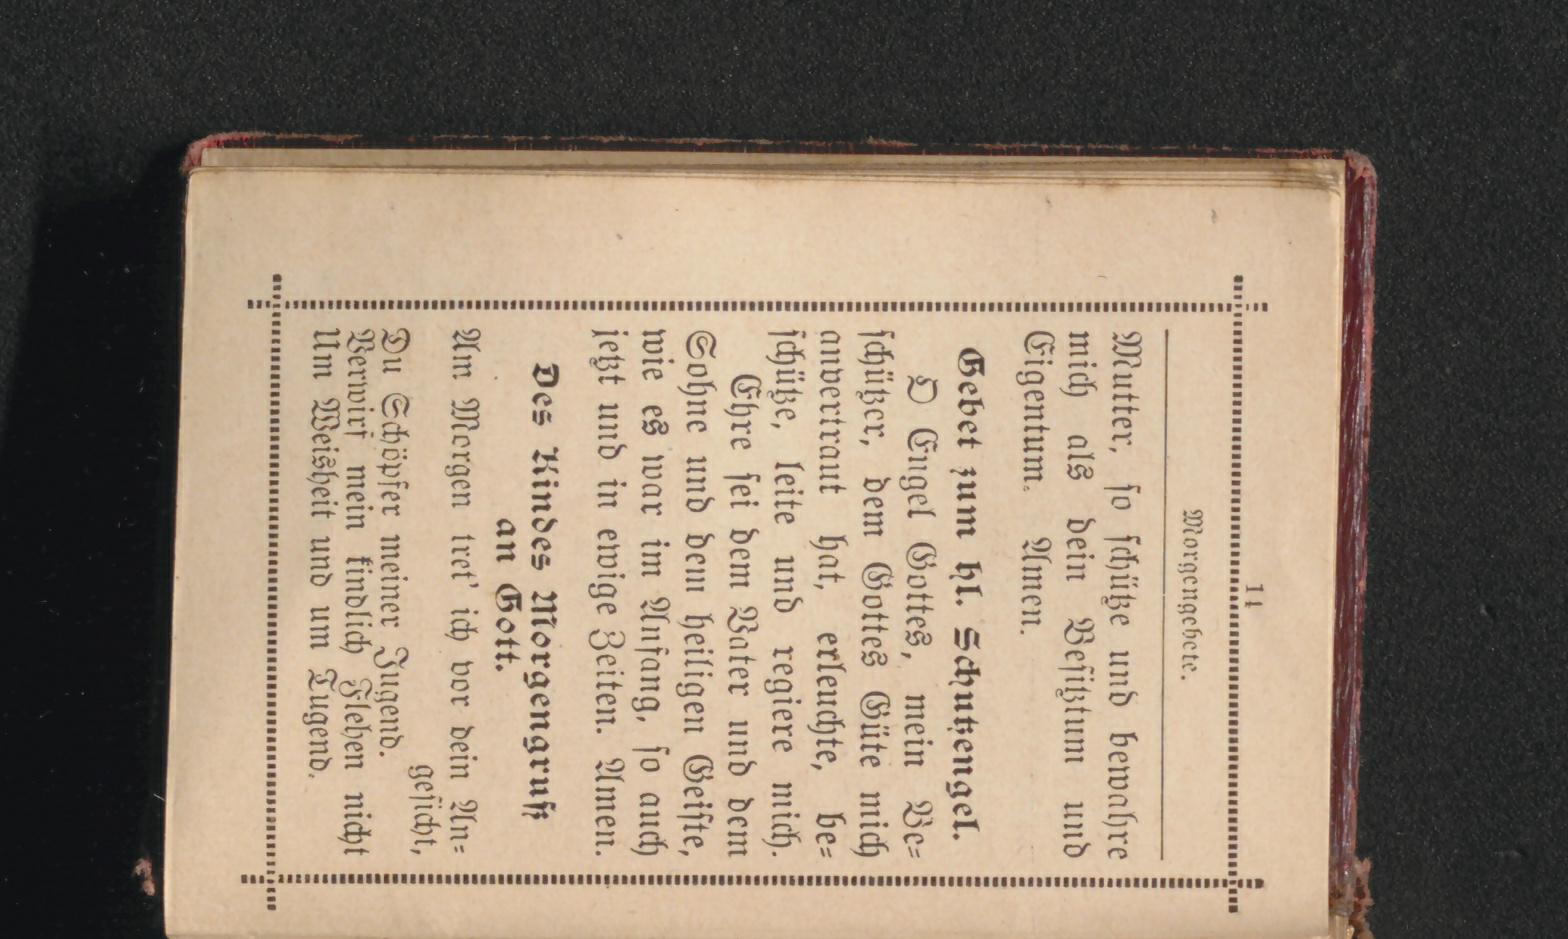 11
Morgengebete.
Mutter, so schütze und bewahre
mich als dein Besitztum und
Eigentum. Amen.
Gebet zum hl. Schutzengel.
O Engel Gottes, mein Be-
schützer, dem Gottes Güte mich
anvertraut hat, erleuchte, be-
schütze, leite und regiere mich.
Ehre sei dem Vater und dem
Sohne und dem heiligen Geiste,
wie es war im Anfang, so auch
jetzt und in ewige Zeiten. Amen.
Des Kindes Morgengruß
an Gott.
Am Morgen tret' ich vor dein An-
gesicht,
Du Schöpfer meiner Jugend.
Verwirf mein kindlich Flehen nicht
Um Weisheit und um Tugend.